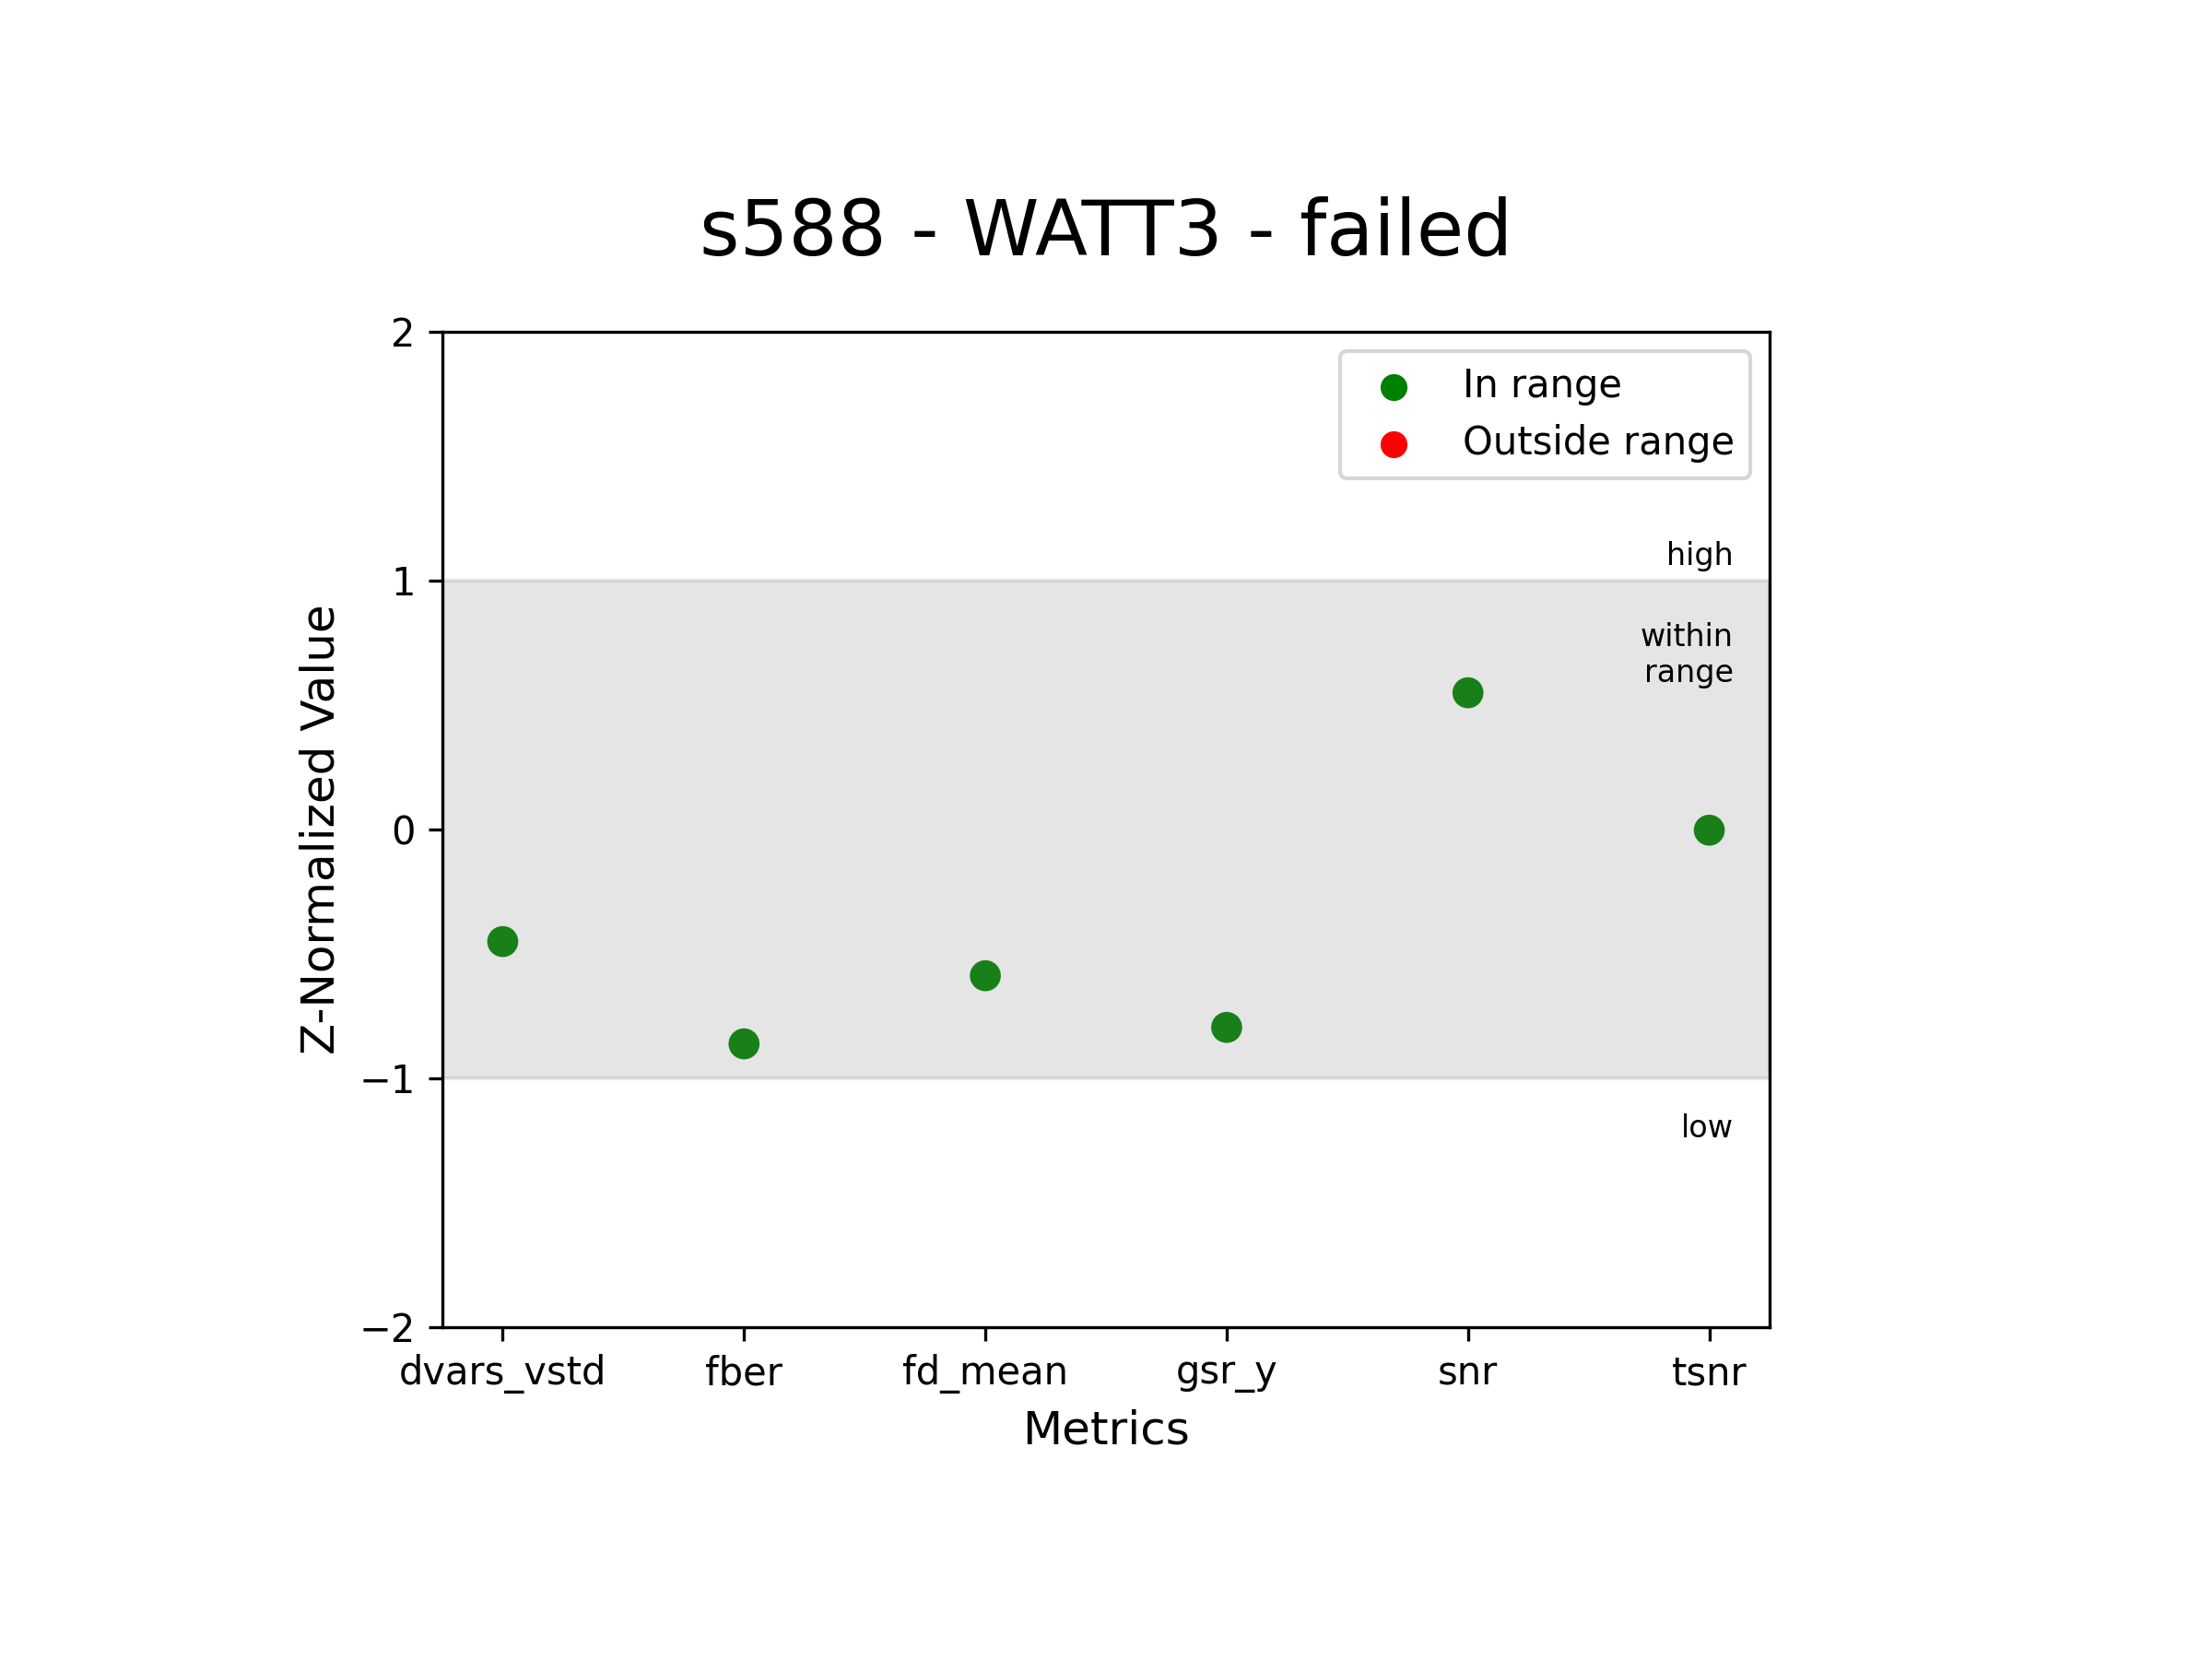 s588 - WATT3 - failed
2
In range
Outside range
high
1
within
range
0
−1
low
−2
Z-Normalized Value
dvars_vstd fber fd_mean gsr_y snr tsnr
Metrics